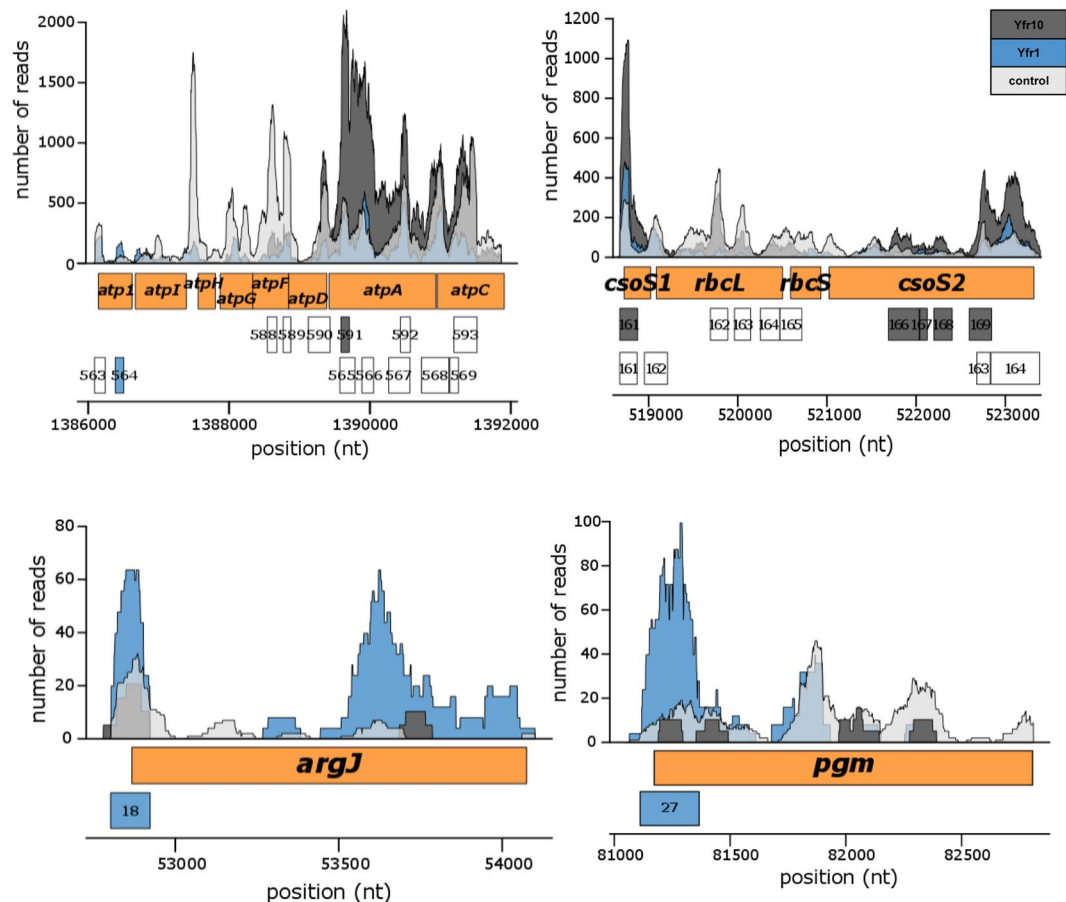 number of reads
2000
1500
1000
500
0
atp1 atpI atpH atpG atpF atpD atpA atpC
588 589 590 591 592 593
563 564 565 566 567 568 569
1386000 1388000 1390000 1392000
position (nt)
number of reads
1200
1000
800
600
400
200
0
Yfr10
Yfr1
control
csoS1 rbcL rbcS csoS2
161 162 163 164 165 166 167 168 169
161 162 163 164
519000 520000 521000 522000 523000
position (nt)
number of reads
80
60
40
20
0
argJ
18
53000 53500 54000
position (nt)
number of reads
100
80
60
40
20
0
pgm
27
81000 81500 82000 82500
position (nt)